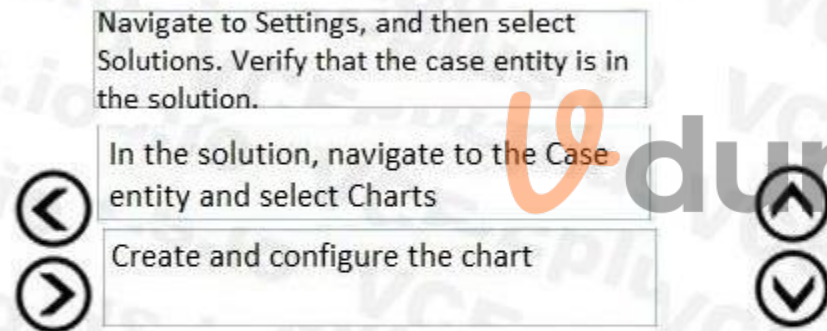 Navigate to Settings, and then select
Solutions. Verify that the case entity is in
the solution.
In the solution, navigate to the Case
entity and select Charts
Create and configure the chart